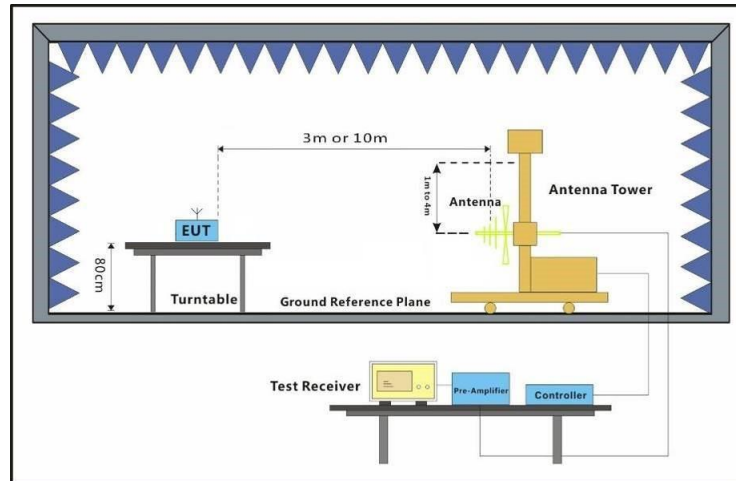 3m or 10m
1m to 4m
Antenna
Antenna Tower
EUT
80cm
Turntable
Ground Reference Plane
Test Receiver
Pre-Amplifier
Controller